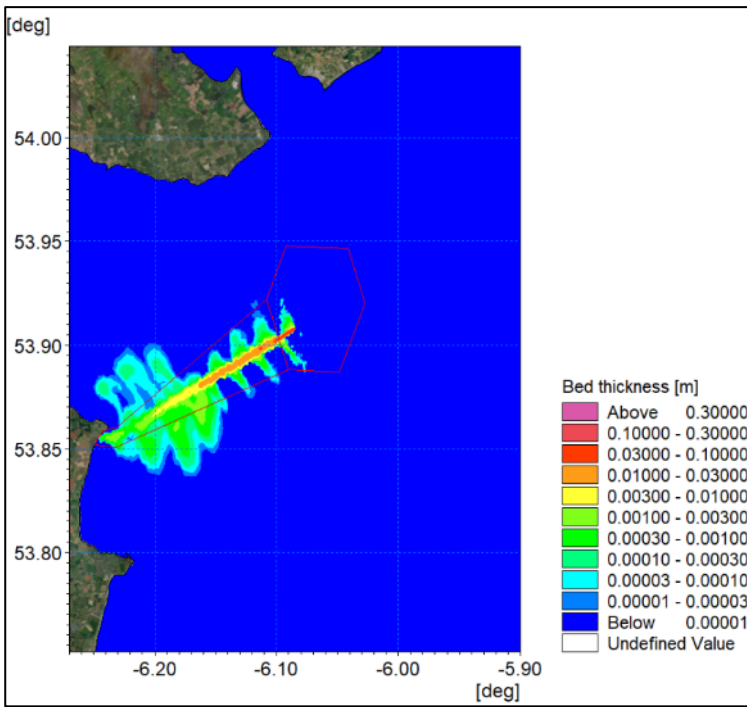 [deg]
54.00
53.95
53.90
53.85
53.80
-6.20
-6.10
-6.00
-5.90
[deg]
Bed thickness [m]
Above 0.30000
0.10000 - 0.30000
0.03000 - 0.10000
0.01000 - 0.03000
0.00300 - 0.01000
0.00100 - 0.00300
0.00030 - 0.00100
0.00010 - 0.00030
0.00003 - 0.00010
0.00001 - 0.00003
Below 0.00001
Undefined Value